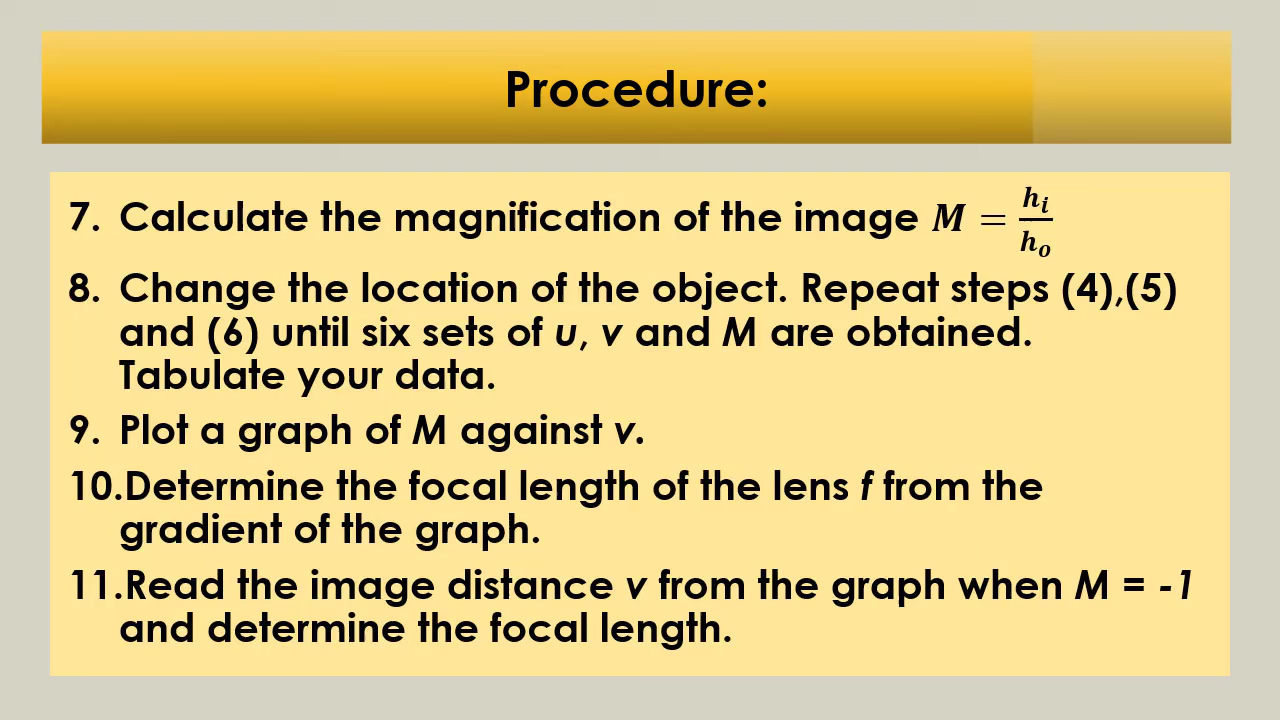 Procedure:
7. Calculate the magnification of the image M = h_i/h_o
8. Change the location of the object. Repeat steps (4),(5)
and (6) until six sets of u, v and M are obtained.
Tabulate your data.
9. Plot a graph of M against v.
10.Determine the focal length of the lens f from the
gradient of the graph.
11.Read the image distance v from the graph when M = -1
and determine the focal length.